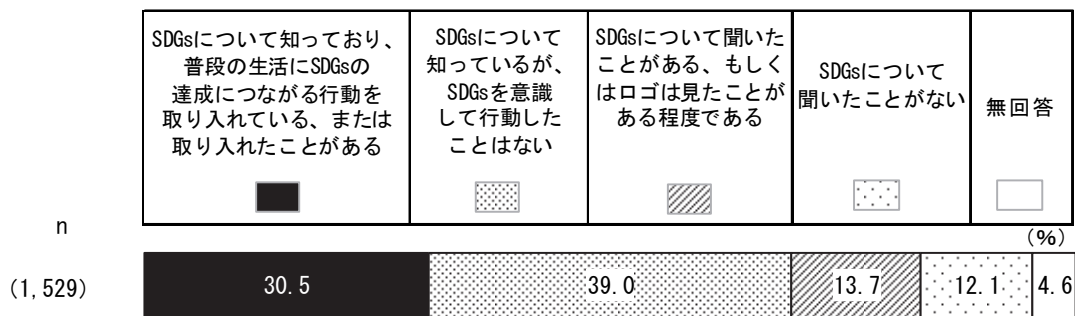 SDGsについて知っており、
普段の生活にSDGsの
達成につながる行動を
取り入れている、または
取り入れたことがある
SDGsについて
知っているが、
SDGsを意識
して行動した
ことはない
SDGsについて聞いた
ことがある、もしく
はロゴは見たことが
ある程度である
SDGsについて
聞いたことがない
無回答
n
(%)
(1,529)
30.5
39.0
13.7
12.1
4.6